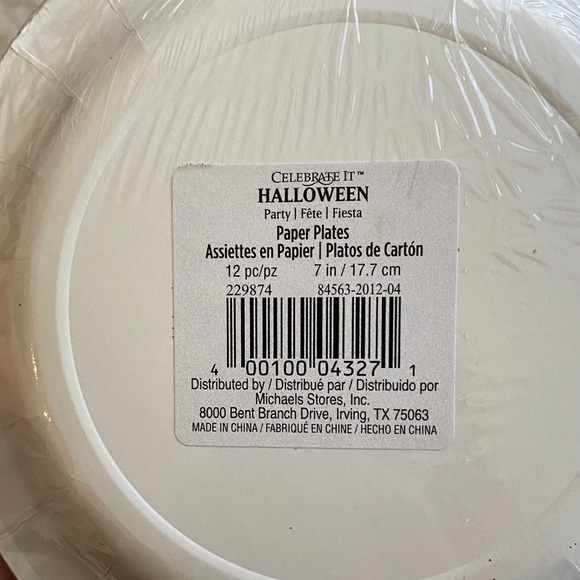 CELEBRATE IT™
HALLOWEEN
Party | Fête | Fiesta
Paper Plates
Assiettes en Papier | Platos de Cartón
12 pc/pz 7 in / 17.7 cm
229874 84563-2012-04
4 00100 04327 1
Distributed by / Distribué par / Distribuido por
Michaels Stores, Inc.
8000 Bent Branch Drive, Irving, TX 75063
MADE IN CHINA / FABRIQUÉ EN CHINE / HECHO EN CHINA